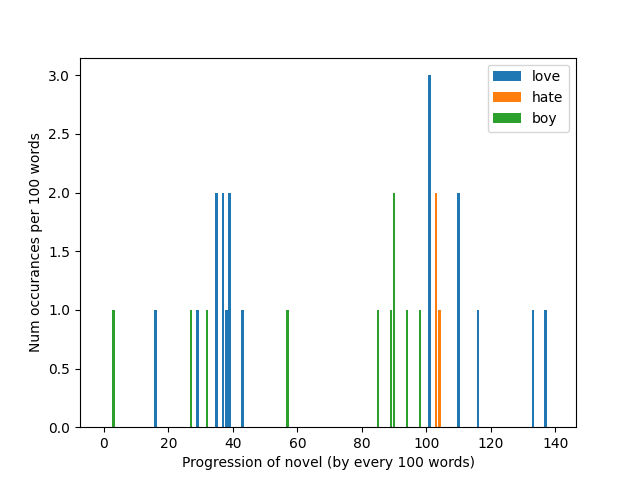 3.0
2.5
2.0
1.5
1.0
0.5
0.0
Num occurances per 100 words
love
hate
boy
0 20 40 60 80 100 120 140
Progression of novel (by every 100 words)